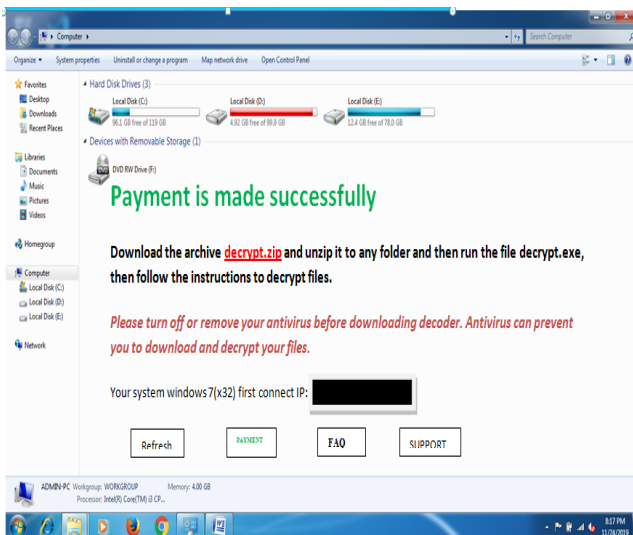 Computer
Search Computer
Organize System properties Uninstall or change a program Map network drive Open Control Panel
Favorites
Desktop
Downloads
Recent Places
Libraries
Documents
Music
Pictures
Videos
Homegroup
Computer
Local Disk (C:)
Local Disk (D:)
Local Disk (E:)
Network
Hard Disk Drives (3)
Local Disk (C:) Local Disk (D:) Local Disk (E:)
96.1 GB free of 119 GB 4.92 GB free of 99.9 GB 12.4 GB free of 78.0 GB
Devices with Removable Storage (1)
DVD RW Drive (F:)
DVD
Payment is made successfully
Download the archive decrypt.zip and unzip it to any folder and then run the file decrypt.exe,
then follow the instructions to decrypt files.
Please turn off or remove your antivirus before downloading decoder. Antivirus can prevent
you to download and decrypt your files.
Your system windows 7(x32) first connect IP:
Refresh PAYMENT FAQ SUPPORT
ADMIN-PC Workgroup: WORKGROUP Memory: 4.00 GB
Processor: Intel(R) Core(TM) i3 CP...
8:17 PM
11/24/2019